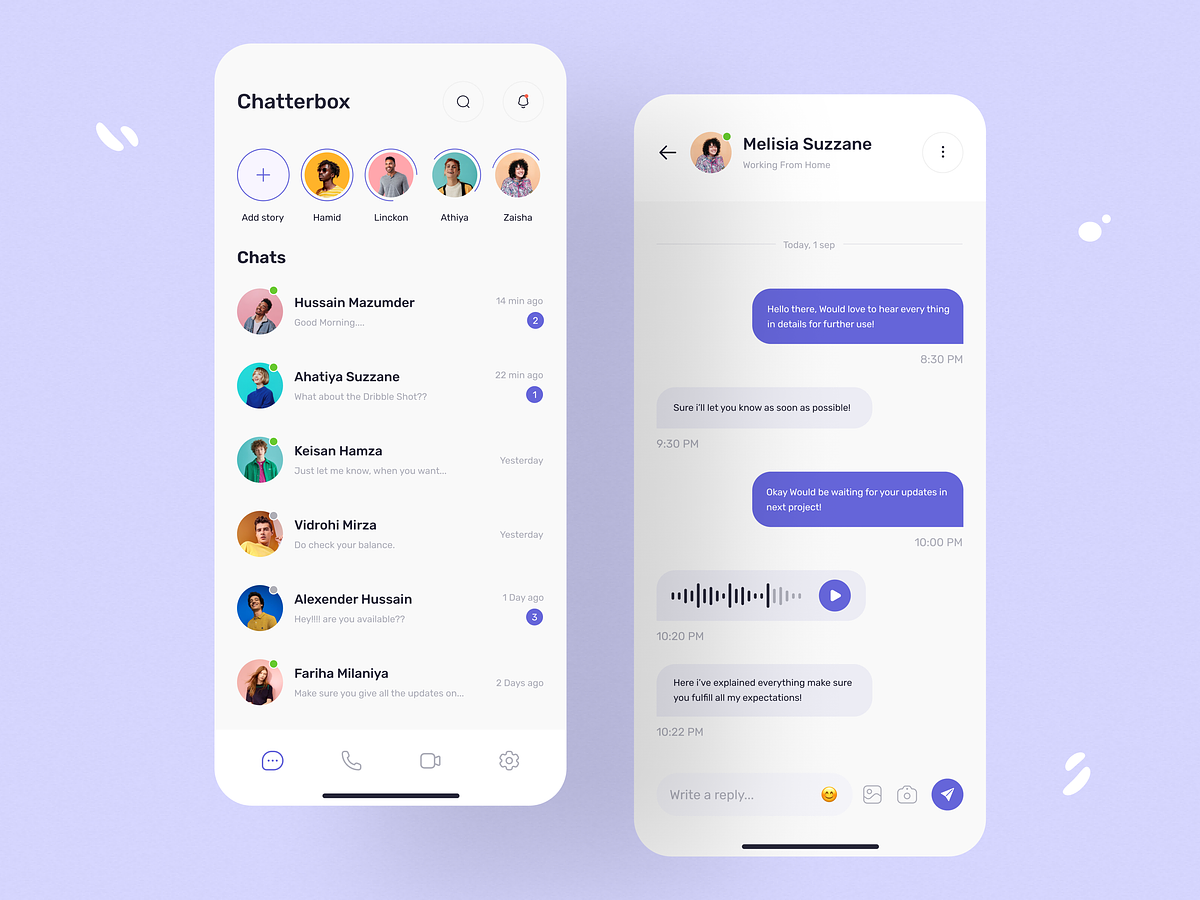 Chatterbox
Add story
Hamid
Linckon
Athiya
Zaisha
Chats
Hussain Mazumder
14 min ago
Good Morning....
2
Ahatiya Suzzane
22 min ago
What about the Dribble Shot??
1
Keisan Hamza
Yesterday
Just let me know, when you want...
Vidrohi Mirza
Yesterday
Do check your balance.
Alexender Hussain
1 Day ago
Hey!!!! are you available??
3
Fariha Milaniya
2 Days ago
Make sure you give all the updates on...
Melisia Suzzane
Working From Home
Today, 1 sep
Hello there, Would love to hear every thing
in details for further use!
8:30 PM
Sure i'll let you know as soon as possible!
9:30 PM
Okay Would be waiting for your updates in
next project!
10:00 PM
10:20 PM
Here i've explained everything make sure
you fulfill all my expectations!
10:22 PM
Write a reply...